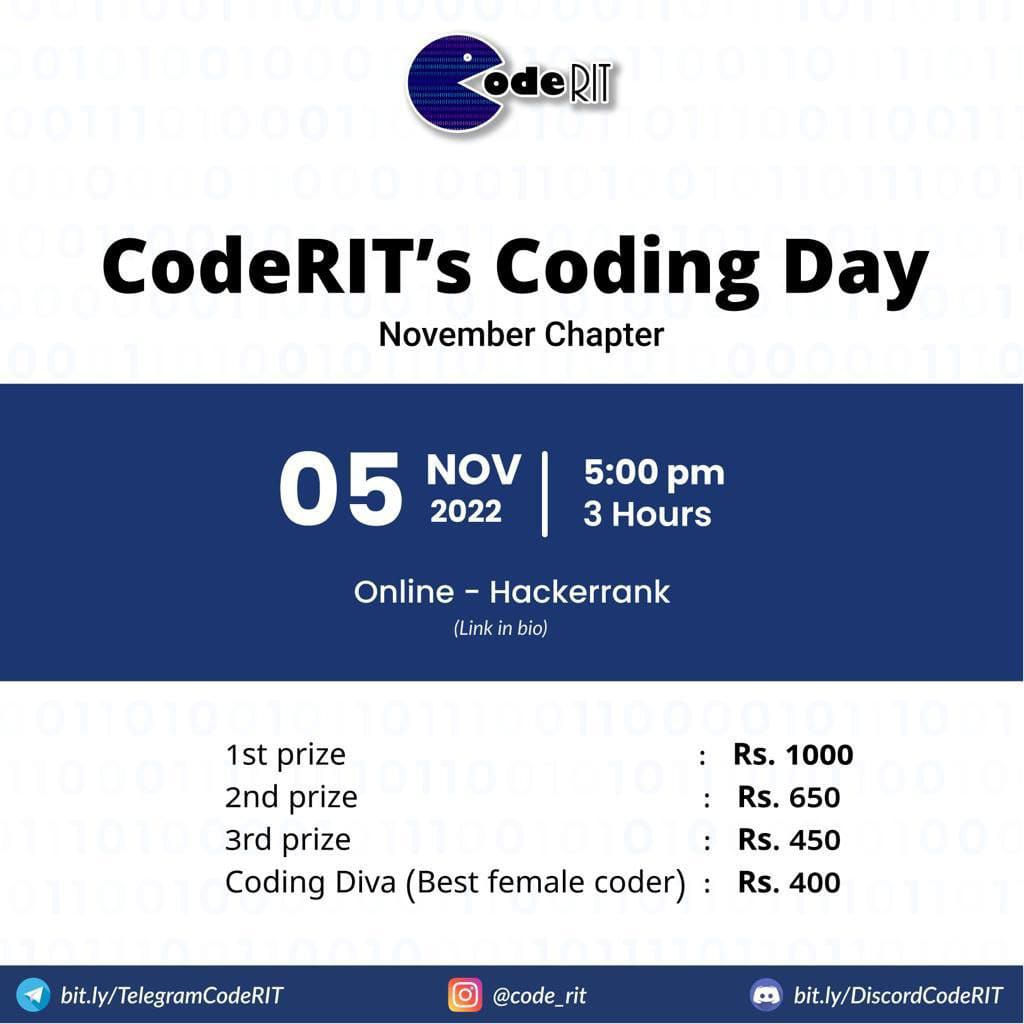 CodeRIT
CodeRIT’s Coding Day
November Chapter
05 NOV 2022 | 5:00 pm
3 Hours
Online - Hackerrank
(Link in bio)
1st prize : Rs. 1000
2nd prize : Rs. 650
3rd prize : Rs. 450
Coding Diva (Best female coder) : Rs. 400
bit.ly/TelegramCodeRIT @code_rit bit.ly/DiscordCodeRIT